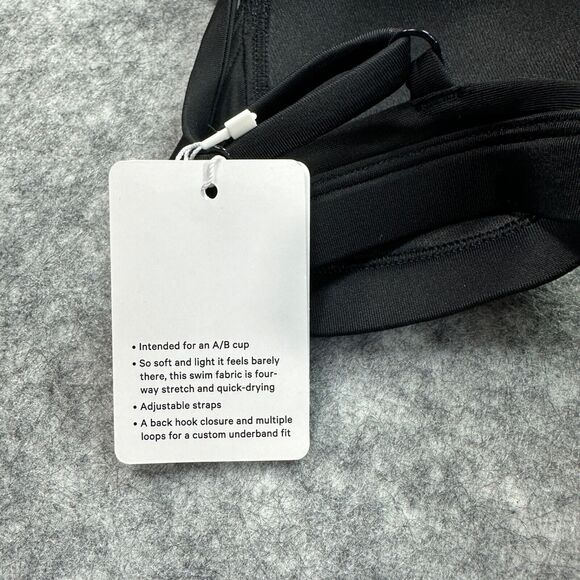 • Intended for an A/B cup
• So soft and light it feels barely
there, this swim fabric is four-
way stretch and quick-drying
• Adjustable straps
• A back hook closure and multiple
loops for a custom underband fit